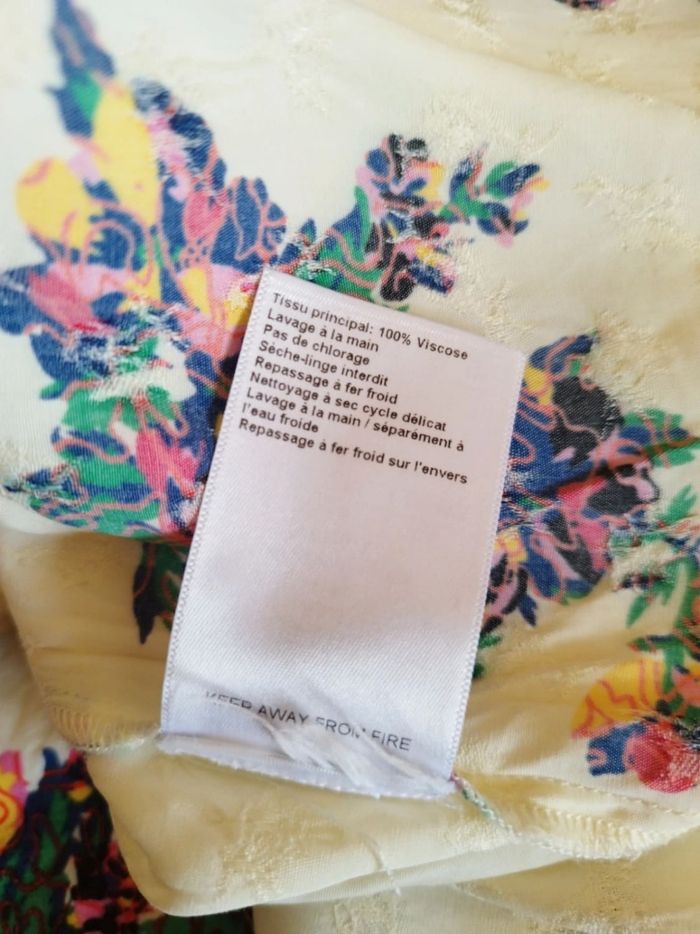 Tissu principal: 100% Viscose
Lavage à la main
Pas de chlorage
Sèche-linge interdit
Repassage à fer froid
Nettoyage à sec cycle délicat
Lavage à la main / séparément à
l'eau froide
Repassage à fer froid sur l'envers
KEEP AWAY FROM FIRE